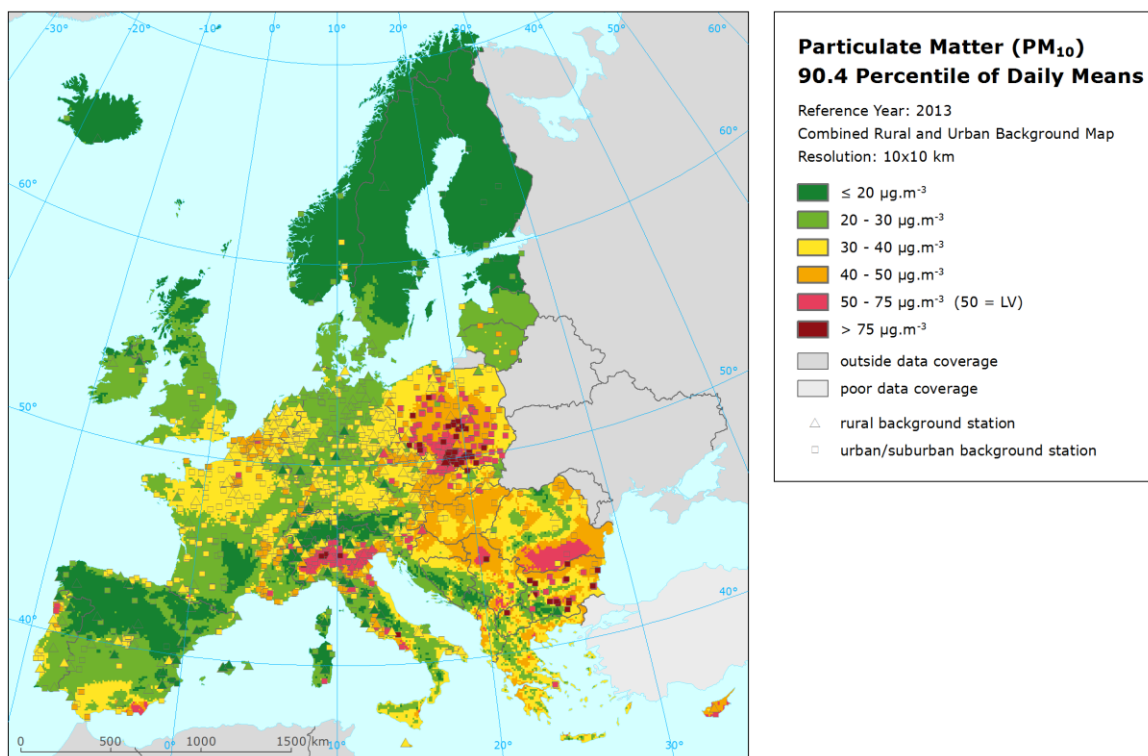 -30°
-20°
-10°
0°
10°
20°
30°
40°
50°
60°
60°
60°
50°
50°
40°
40°
0 500 1000 1500 km
0°
10°
20°
30°
Particulate Matter (PM₁₀)
90.4 Percentile of Daily Means
Reference Year: 2013
Combined Rural and Urban Background Map
Resolution: 10x10 km
≤ 20 µg.m⁻³
20 - 30 µg.m⁻³
30 - 40 µg.m⁻³
40 - 50 µg.m⁻³
50 - 75 µg.m⁻³ (50 = LV)
> 75 µg.m⁻³
outside data coverage
poor data coverage
rural background station
urban/suburban background station